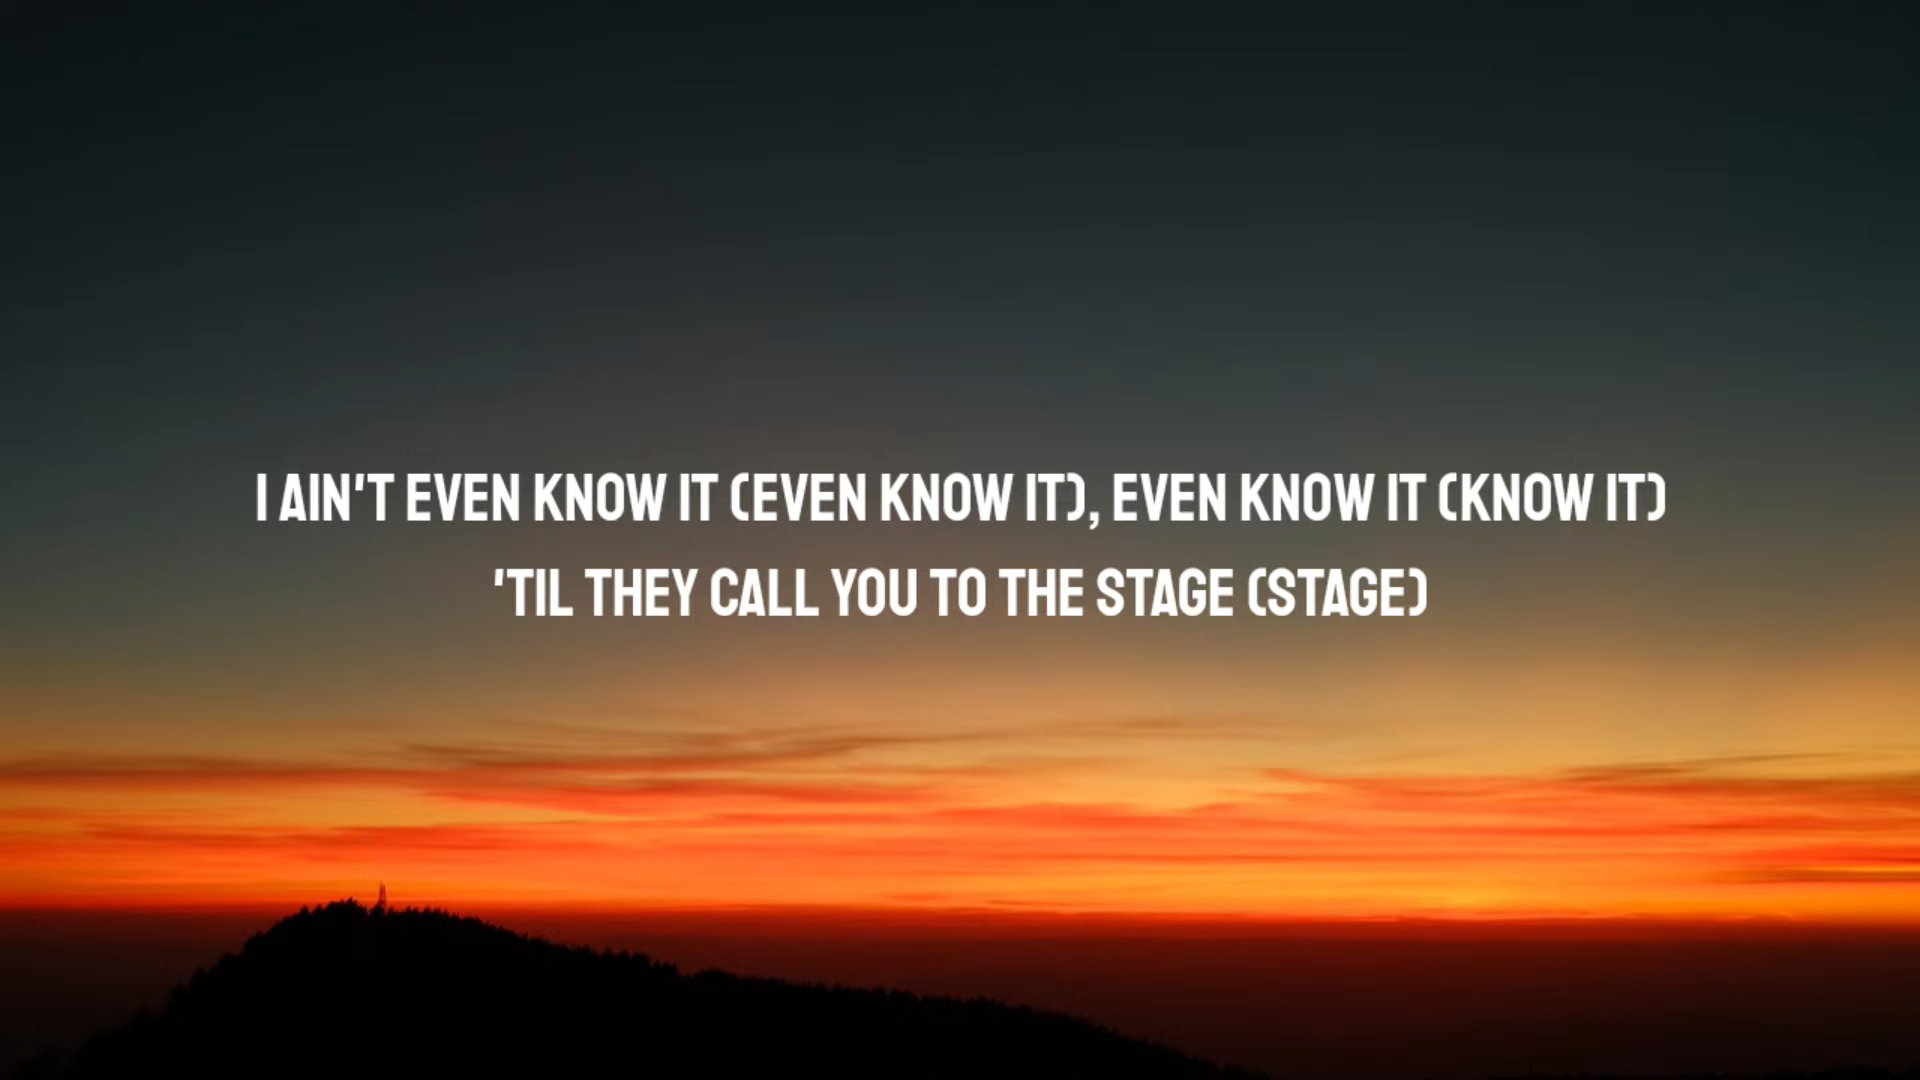 I AIN'T EVEN KNOW IT (EVEN KNOW IT), EVEN KNOW IT (KNOW IT)
'TIL THEY CALL YOU TO THE STAGE (STAGE)